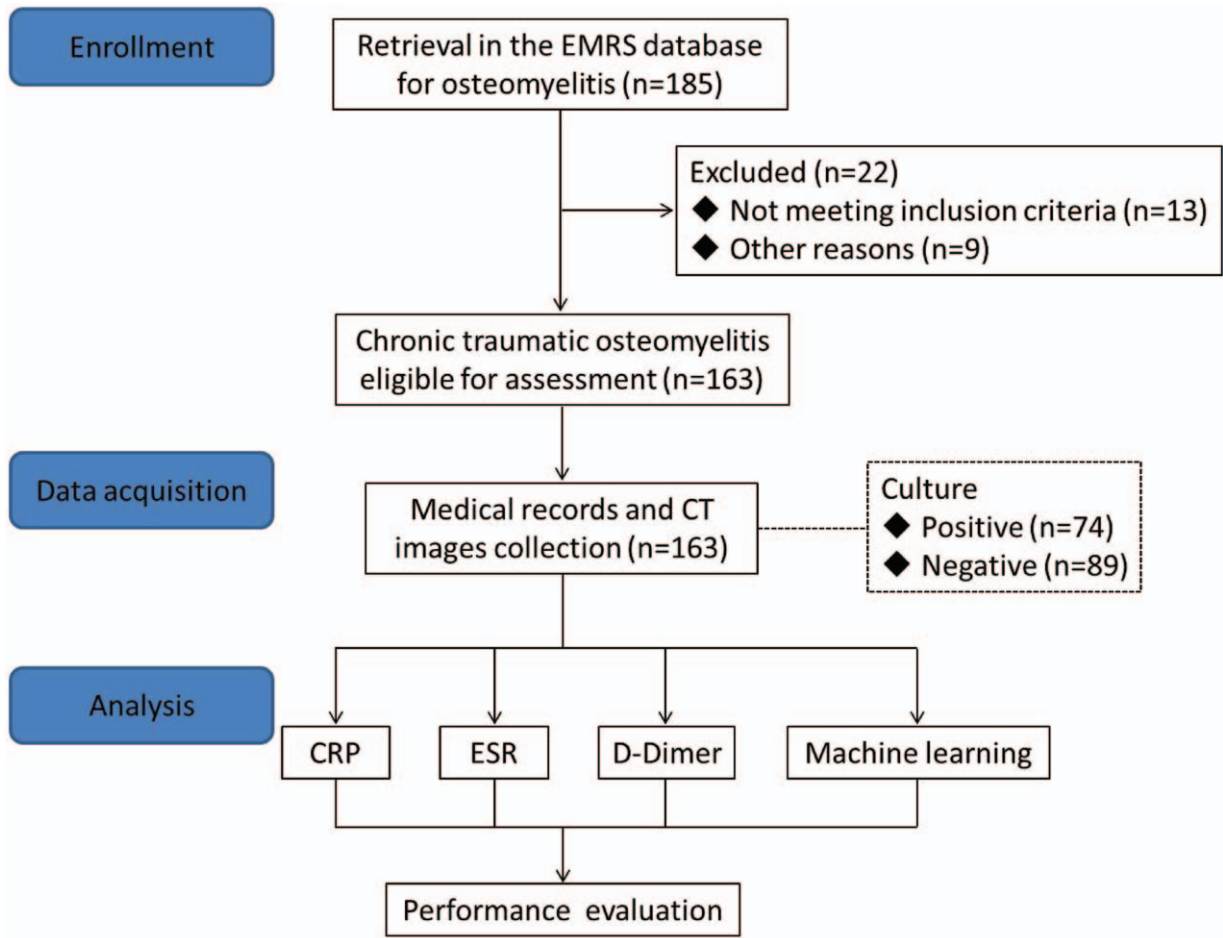 Enrollment
Retrieval in the EMRS database
for osteomyelitis (n=185)
Excluded (n=22)
◆ Not meeting inclusion criteria (n=13)
◆ Other reasons (n=9)
Chronic traumatic osteomyelitis
eligible for assessment (n=163)
Data acquisition
Medical records and CT
images collection (n=163)
Culture
◆ Positive (n=74)
◆ Negative (n=89)
Analysis
CRP
ESR
D-Dimer
Machine learning
Performance evaluation